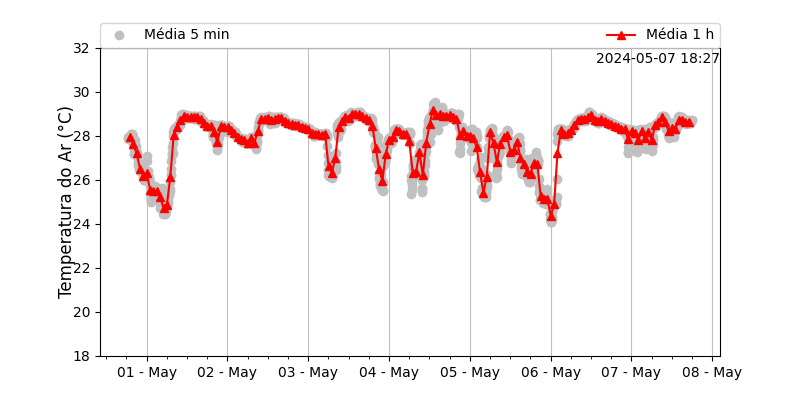 Média 5 min
Média 1 h
2024-05-07 18:27
Temperatura do Ar (°C)
32
30
28
26
24
22
20
18
01 - May
02 - May
03 - May
04 - May
05 - May
06 - May
07 - May
08 - May